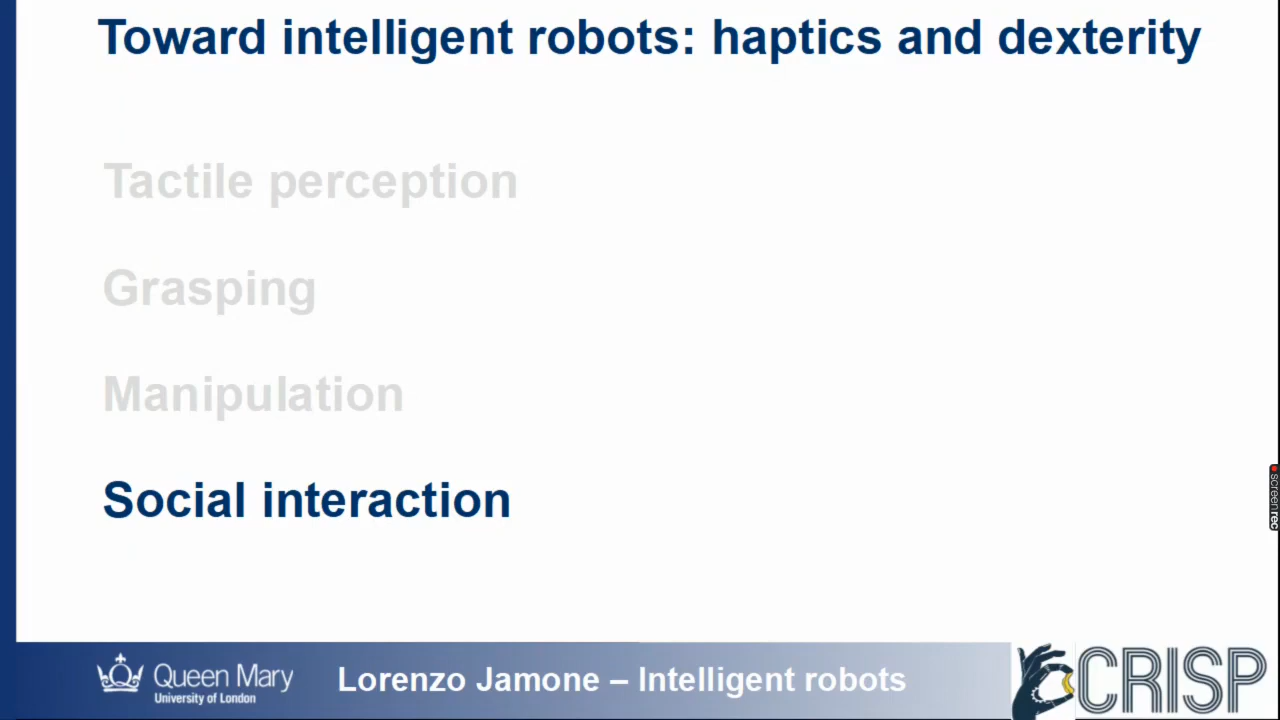 Toward intelligent robots: haptics and dexterity
Tactile perception
Grasping
Manipulation
Social interaction
Queen Mary
University of London
Lorenzo Jamone – Intelligent robots
CRISP
screenrec